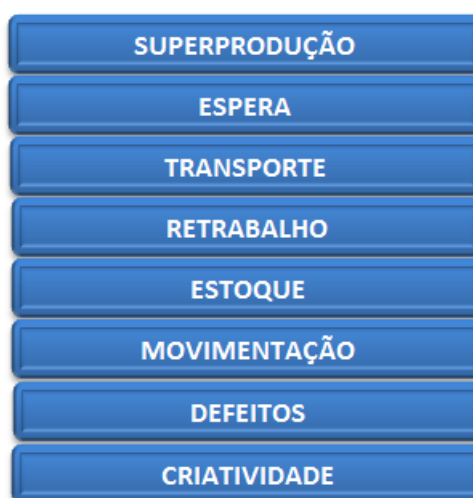 SUPERPRODUÇÃO
ESPERA
TRANSPORTE
RETRABALHO
ESTOQUE
MOVIMENTAÇÃO
DEFEITOS
CRIATIVIDADE